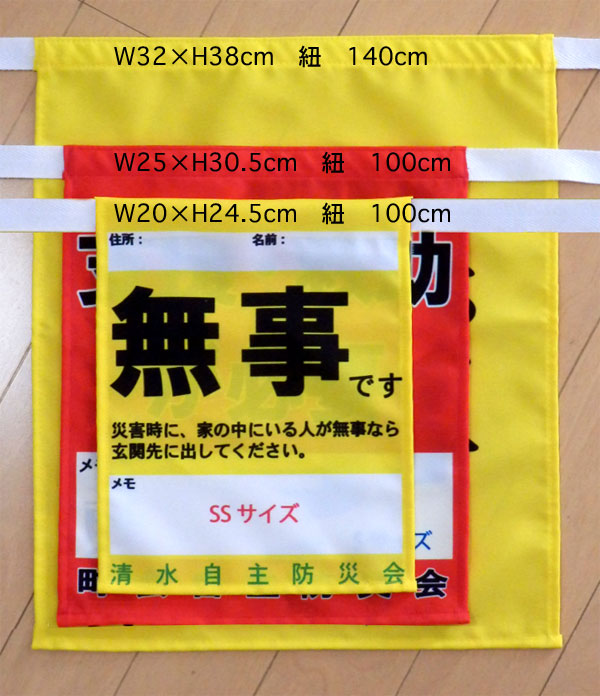 W32×H38cm　紐　140cm
W25×H30.5cm　紐　100cm
W20×H24.5cm　紐　100cm
住所：　名前：
無事です
災害時に、家の中にいる人が無事なら
玄関先に出してください。
メモ
SSサイズ
清水自主防災会